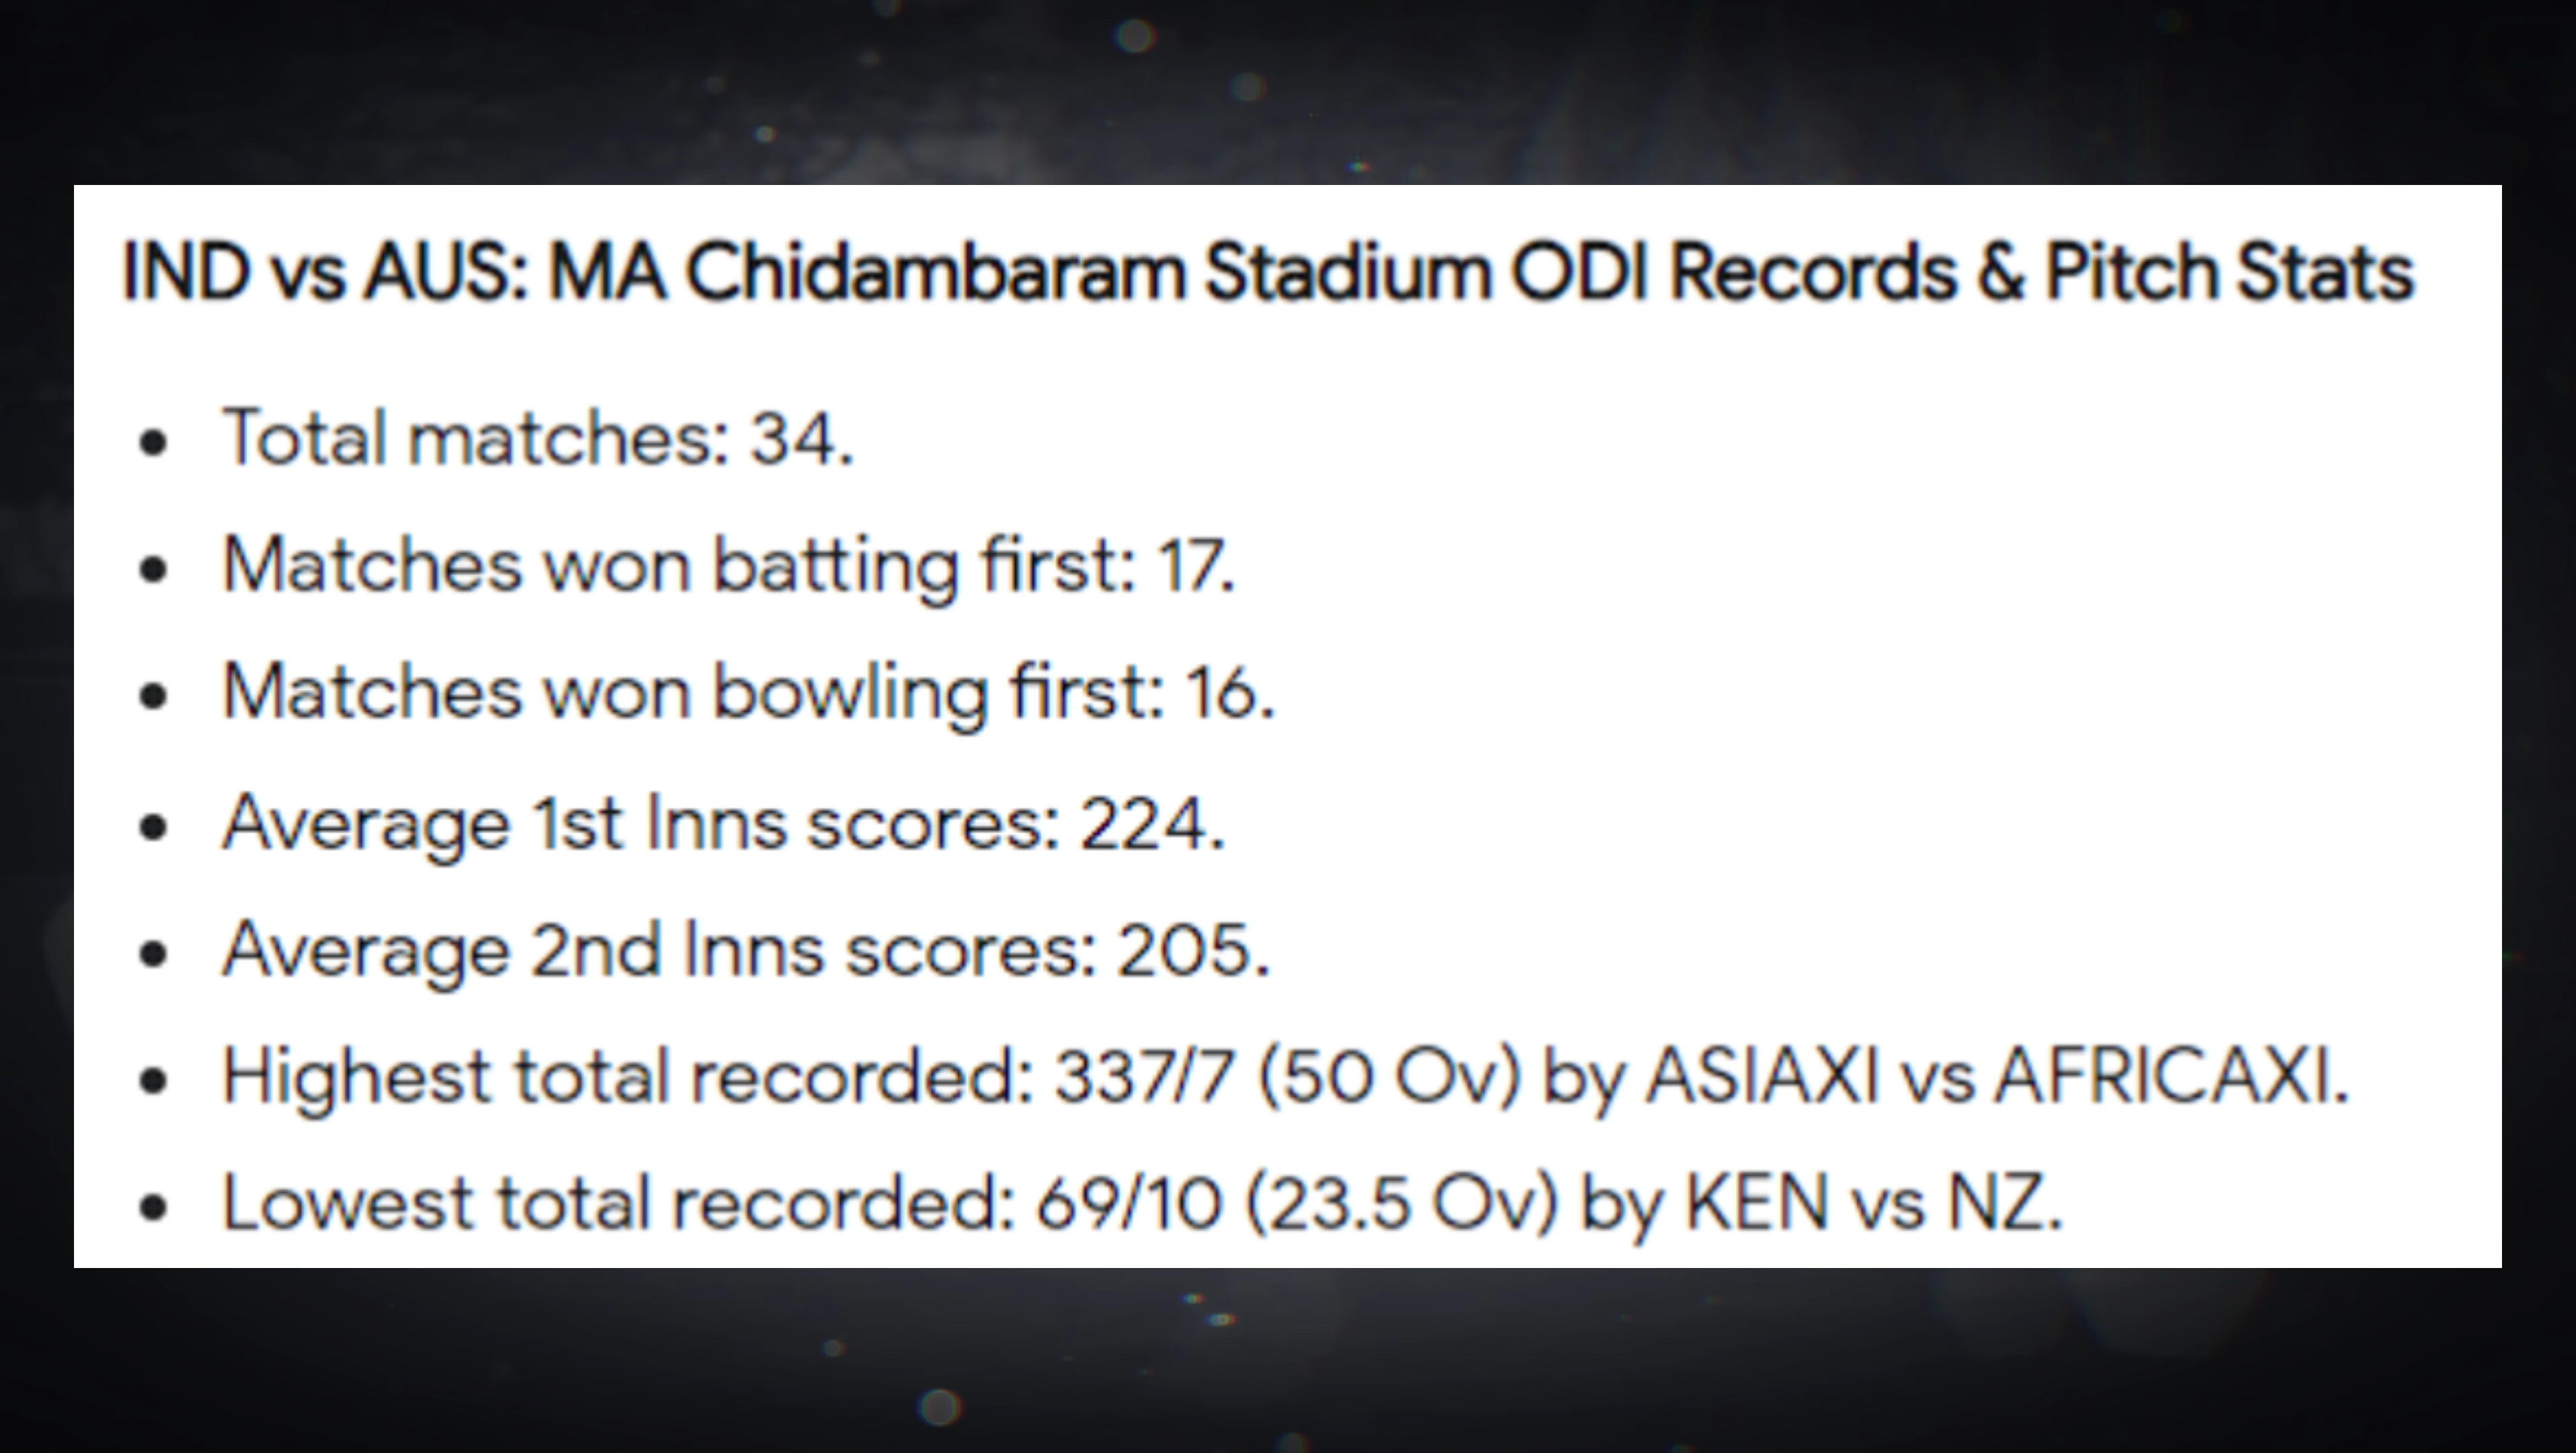 IND vs AUS: MA Chidambaram Stadium ODI Records & Pitch Stats
• Total matches: 34.
• Matches won batting first: 17.
• Matches won bowling first: 16.
• Average 1st Inns scores: 224.
• Average 2nd Inns scores: 205.
• Highest total recorded: 337/7 (50 Ov) by ASIAXI vs AFRICAXI.
• Lowest total recorded: 69/10 (23.5 Ov) by KEN vs NZ.